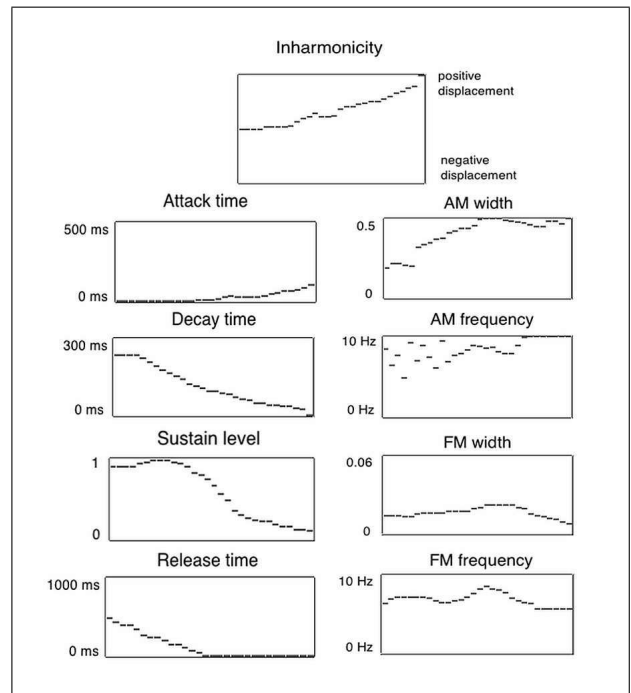 Inharmonicity
positive
displacement
negative
displacement
Attack time
500 ms
0 ms
AM width
0.5
0
Decay time
300 ms
0 ms
AM frequency
10 Hz
0 Hz
Sustain level
1
0
FM width
0.06
0
Release time
1000 ms
0 ms
FM frequency
10 Hz
0 Hz